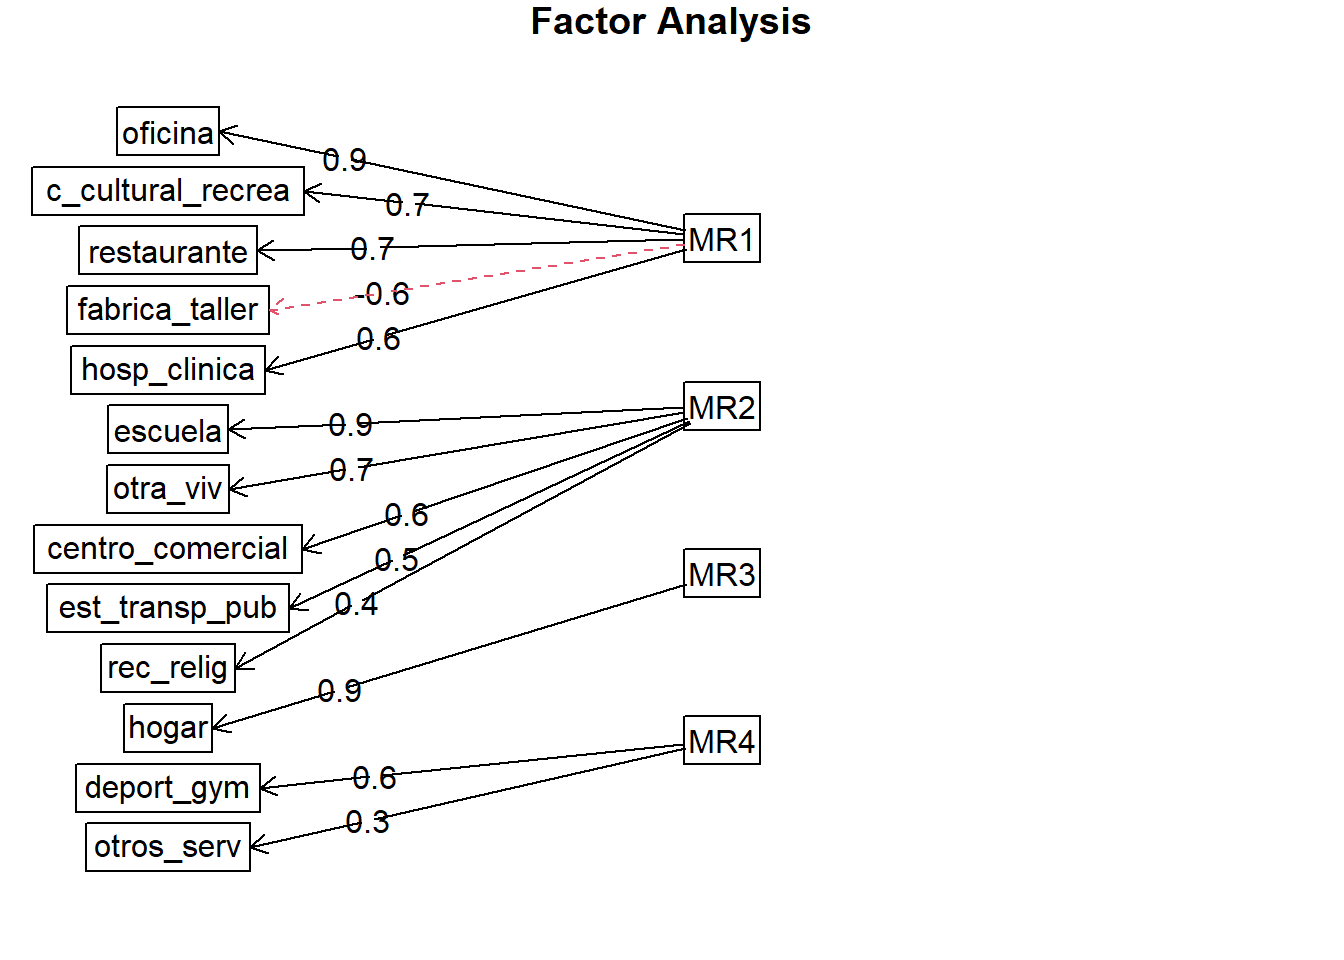 Factor Analysis
oficina
c_cultural_recrea
restaurante
fabrica_taller
hosp_clinica
escuela
otra_viv
centro_comercial
est_transp_pub
rec_relig
hogar
deport_gym
otros_serv
0.9
0.7
0.7
-0.6
0.6
0.9
0.7
0.6
0.5
0.4
0.9
0.6
0.3
MR1
MR2
MR3
MR4